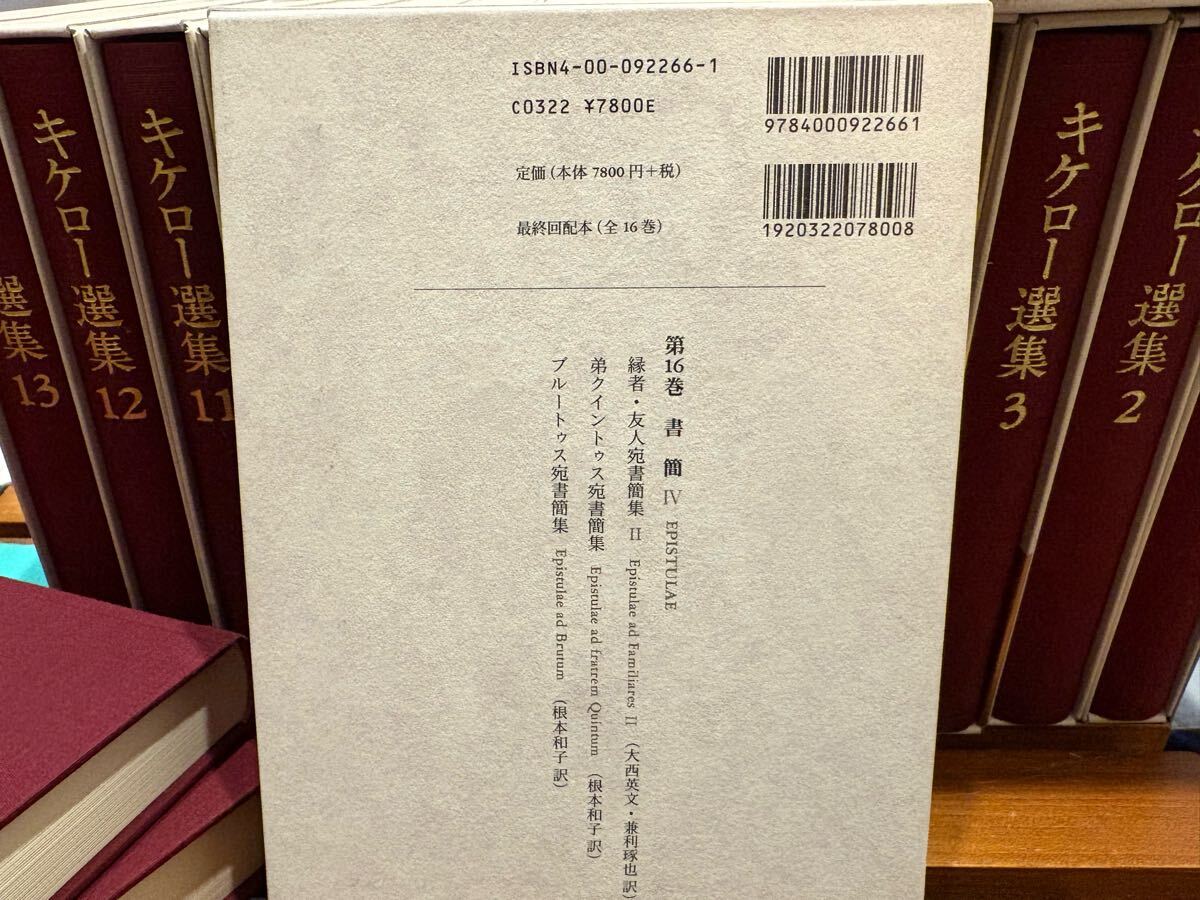 ISBN4-00-092266-1
C0322 ¥7800E
9784000922661
定価(本体 7800円+税)
最終回配本(全16巻)
1920322078008
第16巻 書簡 IV EPISTULAE
縁者・友人宛書簡集 II Epistulae ad Familiares II (大西英文・兼利琢也 訳)
弟クイントゥス宛書簡集 Epistulae ad fratrem Quintum (根本和子 訳)
ブルートゥス宛書簡集 Epistulae ad Brutum (根本和子 訳)
選集 13
キケロー選集 12
キケロー選集 11
キケロー選集 3
キケロー選集 2